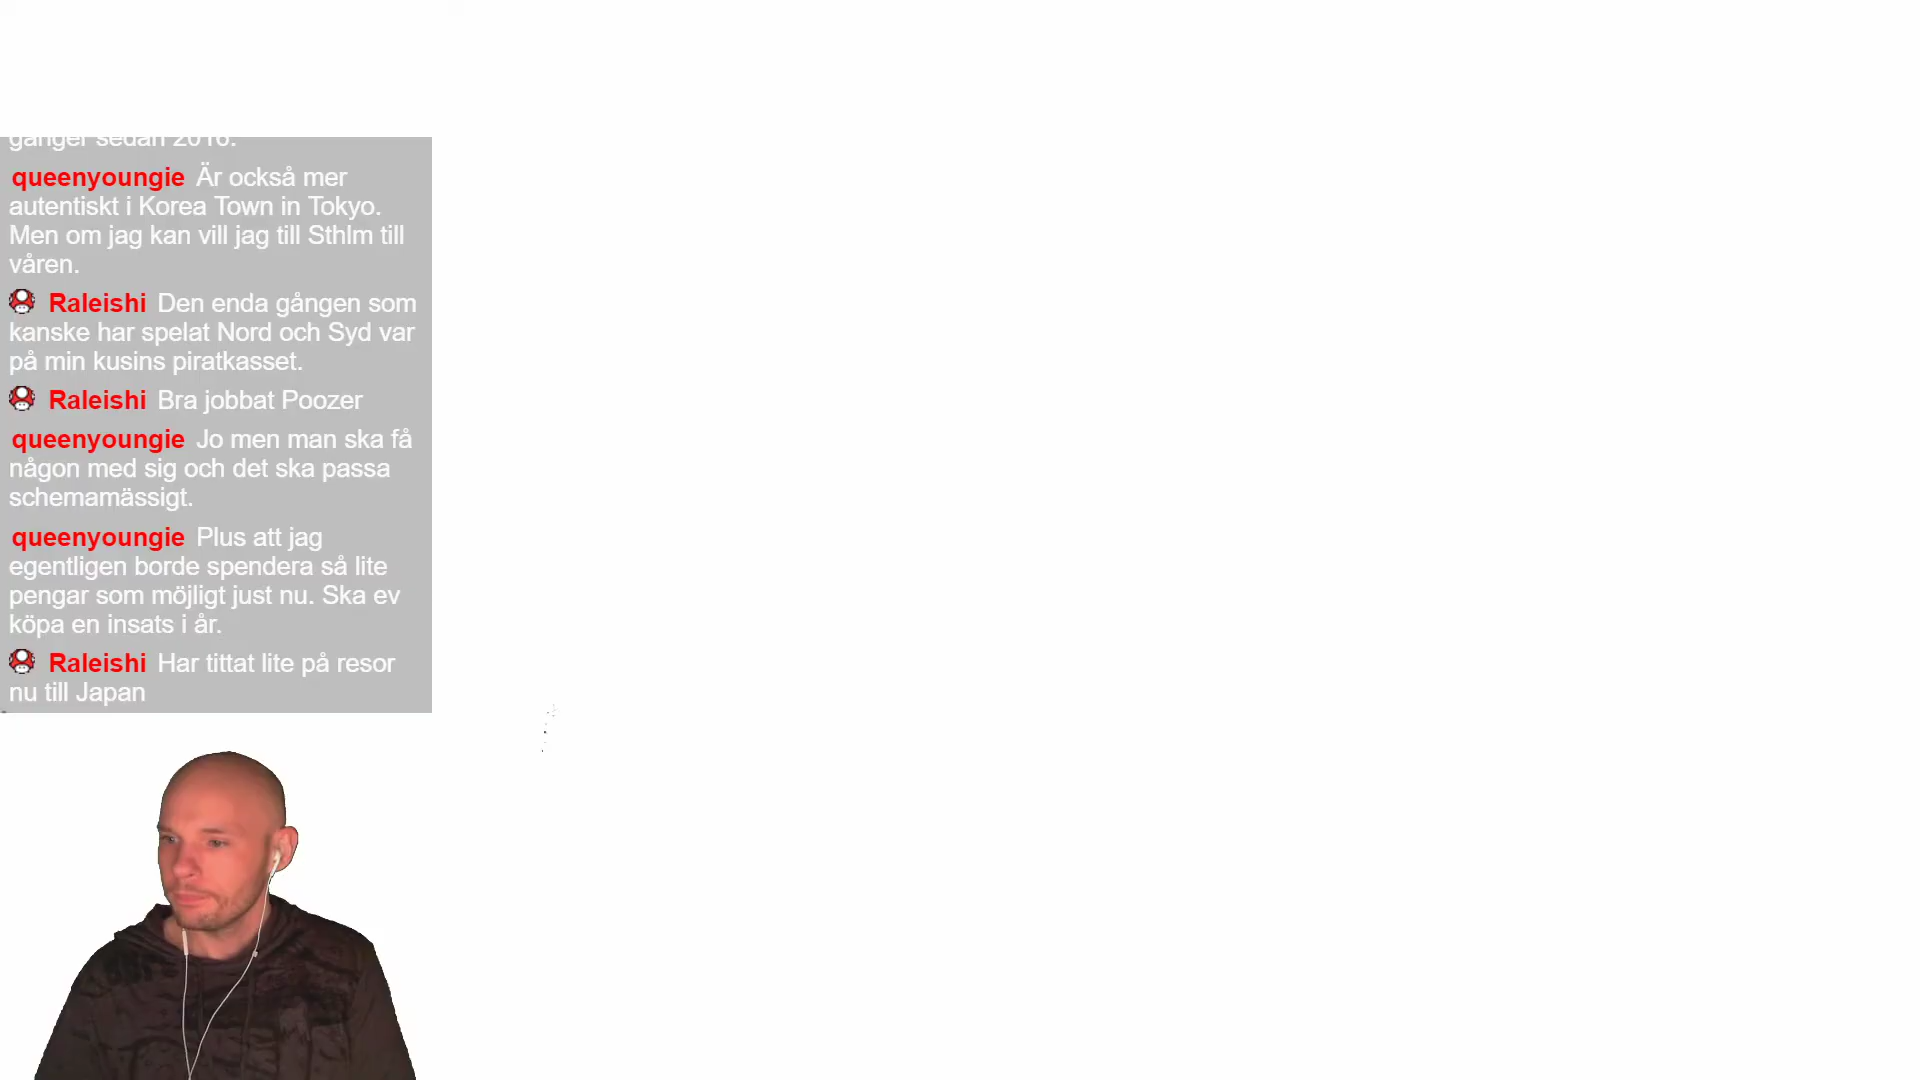 gånger sedan 2016.
queenyoungie Är också mer
autentiskt i Korea Town in Tokyo.
Men om jag kan vill jag till Sthlm till
våren.
Raleishi Den enda gången som
kanske har spelat Nord och Syd var
på min kusins piratkasset.
Raleishi Bra jobbat Poozer
queenyoungie Jo men man ska få
någon med sig och det ska passa
schemamässigt.
queenyoungie Plus att jag
egentligen borde spendera så lite
pengar som möjligt just nu. Ska ev
köpa en insats i år.
Raleishi Har tittat lite på resor
nu till Japan